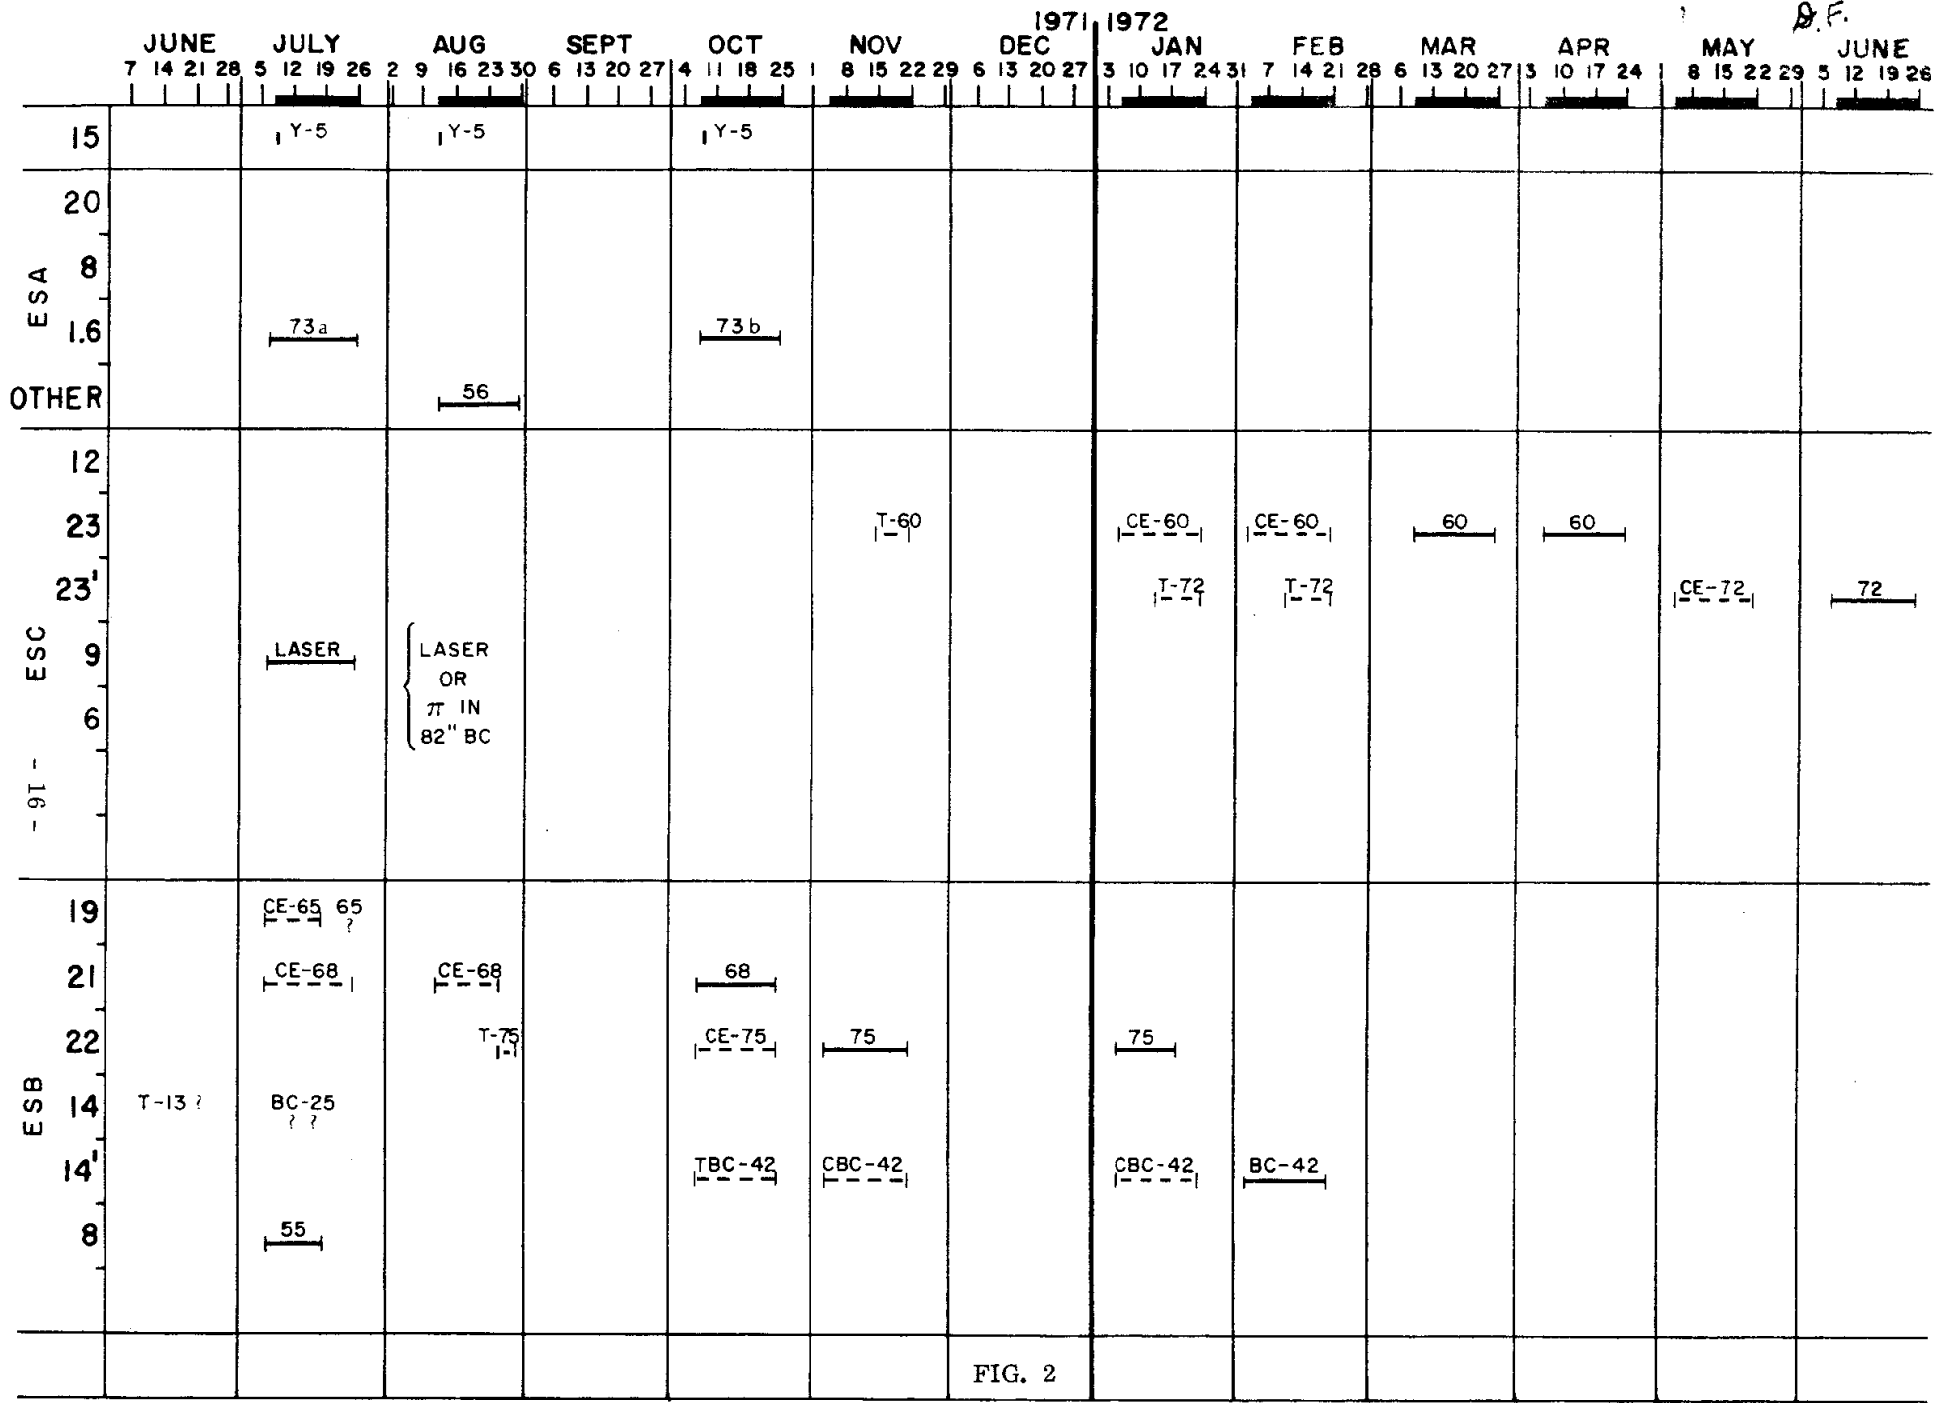 1971 1972
D.F.
JUNE JULY AUG SEPT OCT NOV DEC JAN FEB MAR APR MAY JUNE
7 14 21 28 5 12 19 26 2 9 16 23 30 6 13 20 27 4 11 18 25 1 8 15 22 29 6 13 20 27 3 10 17 24 31 7 14 21 28 6 13 20 27 3 10 17 24 1 8 15 22 29 5 12 19 26
15 Y-5 Y-5 Y-5
ESA
20
8
1.6 73a 73b
OTHER 56
ESC
12
23 T-60 CE-60 CE-60 60 60
23' T-72 T-72 CE-72 72
9 LASER LASER
OR
6 π IN
82" BC
- 16 -
ESB
19 CE-65 65
?
21 CE-68 CE-68 68
22 T-75 CE-75 75 75
14 T-13 ? BC-25
? ?
14' TBC-42 CBC-42 CBC-42 BC-42
8 55
FIG. 2